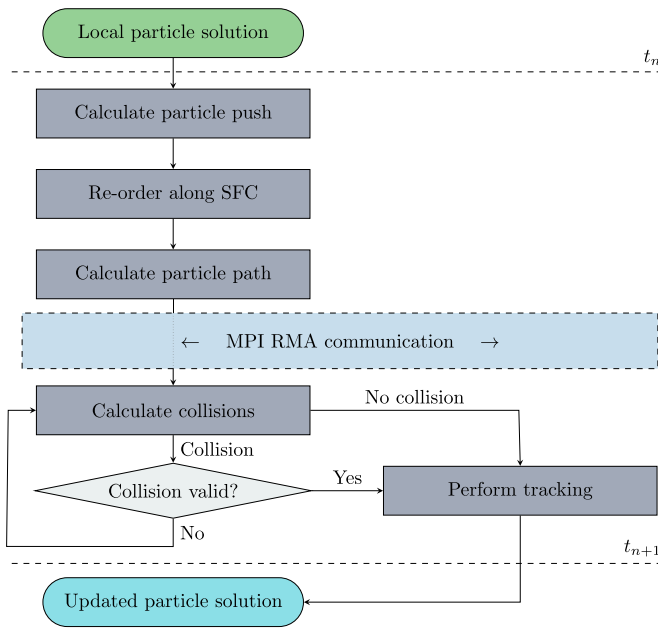 Local particle solution
t_n
Calculate particle push
Re-order along SFC
Calculate particle path
← MPI RMA communication →
Calculate collisions
No collision
Collision
Collision valid?
Yes
Perform tracking
No
t_{n+1}
Updated particle solution